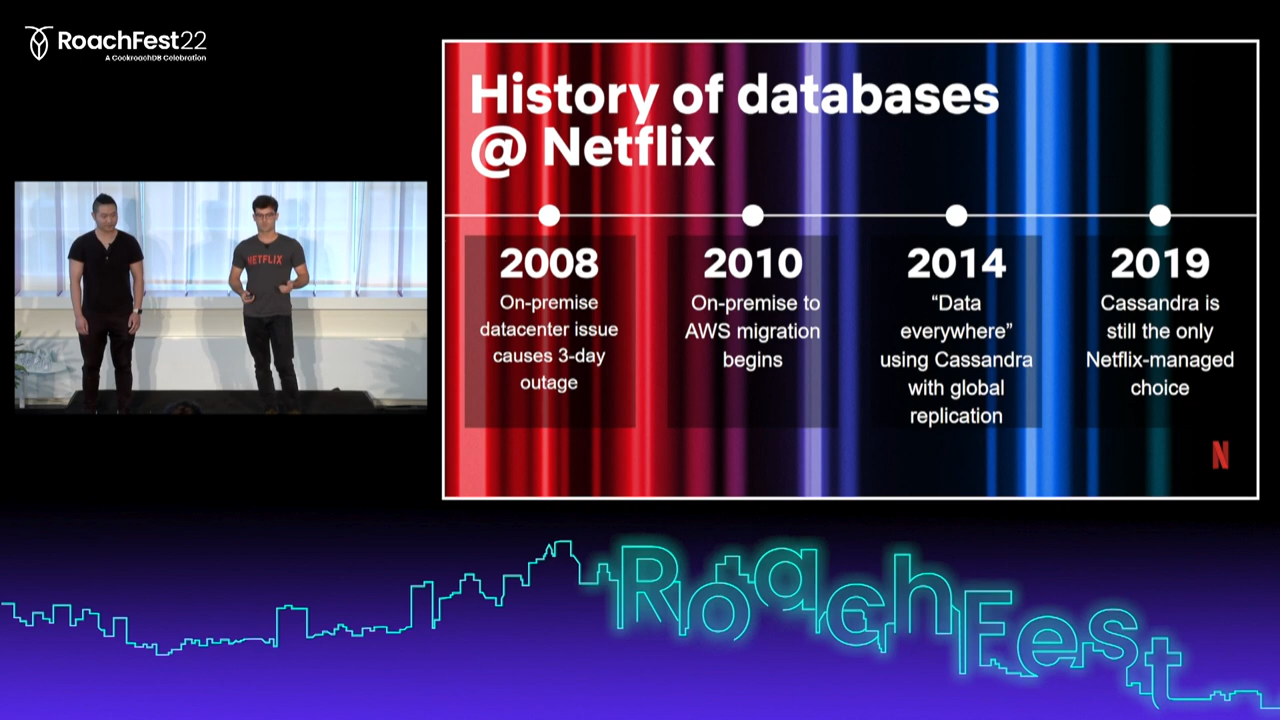 RoachFest22
A CockroachDB Celebration
History of databases
@ Netflix
2008
On-premise
datacenter issue
causes 3-day
outage
2010
On-premise to
AWS migration
begins
2014
“Data
everywhere”
using Cassandra
with global
replication
2019
Cassandra is
still the only
Netflix-managed
choice
N
NETFLIX
RoachFest